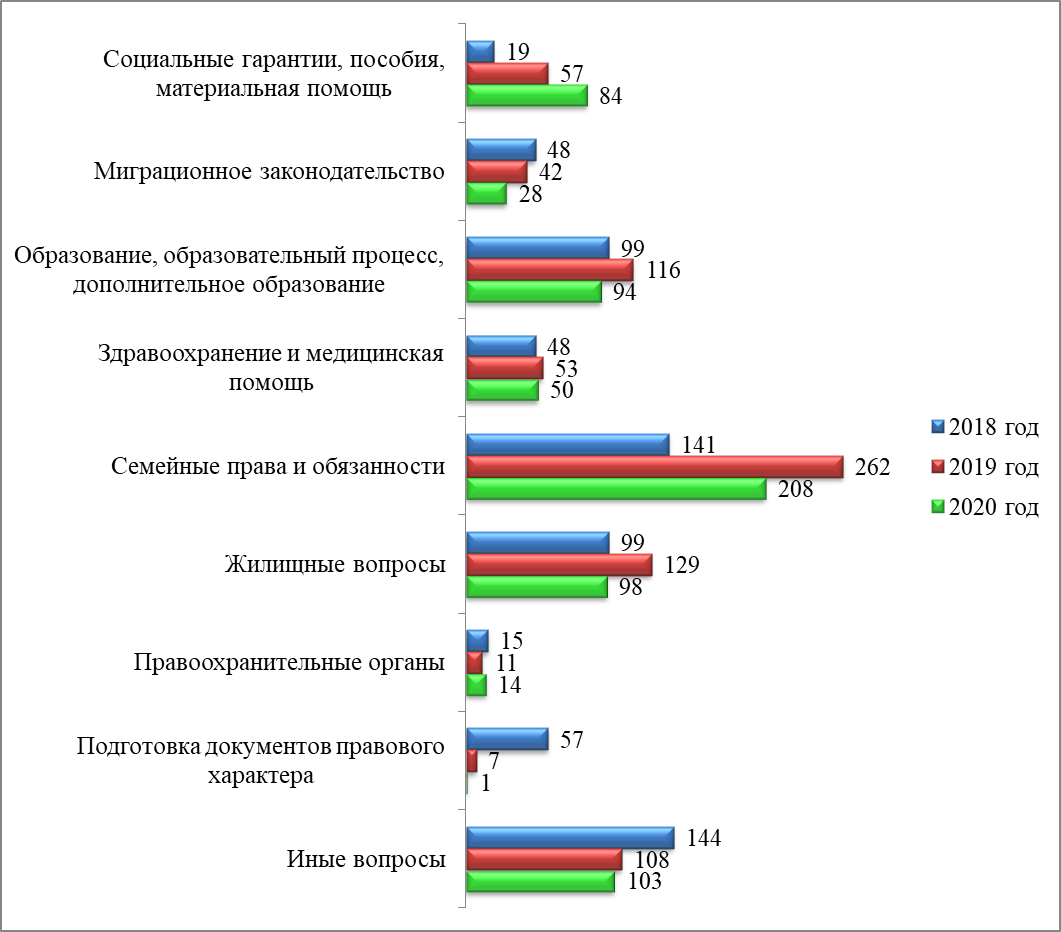 Социальные гарантии, пособия,
материальная помощь
19
57
84
Миграционное законодательство
48
42
28
Образование, образовательный процесс,
дополнительное образование
99
116
94
Здравоохранение и медицинская
помощь
48
53
50
Семейные права и обязанности
141
262
208
Жилищные вопросы
99
129
98
Правоохранительные органы
15
11
14
Подготовка документов правового
характера
57
7
1
Иные вопросы
144
108
103
2018 год
2019 год
2020 год